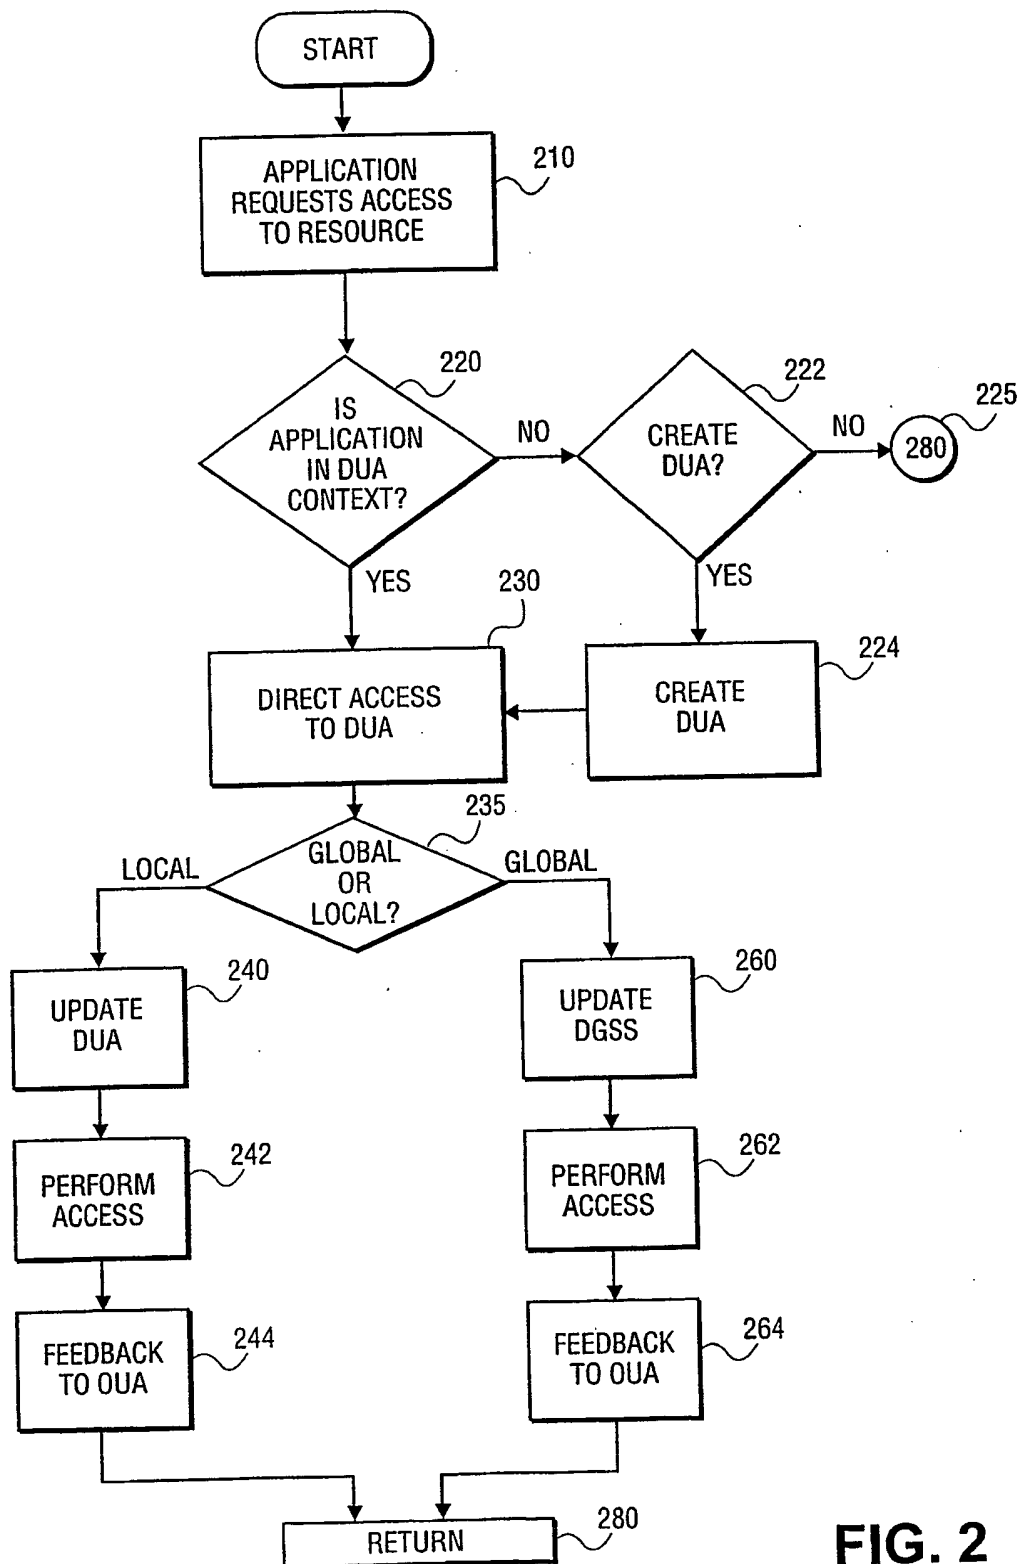 START
APPLICATION
REQUESTS ACCESS
TO RESOURCE
210
IS
APPLICATION
IN DUA
CONTEXT?
220
NO
CREATE
DUA?
222
NO
280
225
YES
YES
DIRECT ACCESS
TO DUA
230
CREATE
DUA
224
GLOBAL
OR
LOCAL?
235
LOCAL
GLOBAL
UPDATE
DUA
240
UPDATE
DGSS
260
PERFORM
ACCESS
242
PERFORM
ACCESS
262
FEEDBACK
TO OUA
244
FEEDBACK
TO OUA
264
RETURN
280
FIG. 2